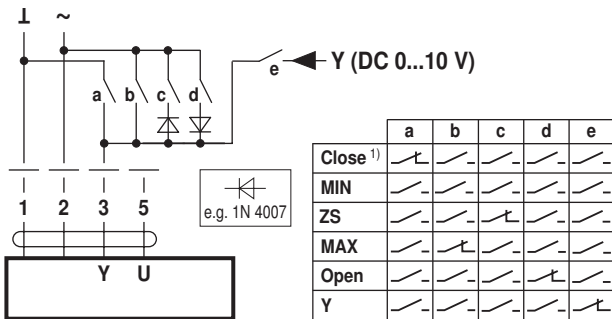 ⊥ ~
e Y (DC 0...10 V)
a b c d
1 2 3 5
e.g. 1N 4007
Y U
a b c d e
Close 1)
MIN
ZS
MAX
Open
Y